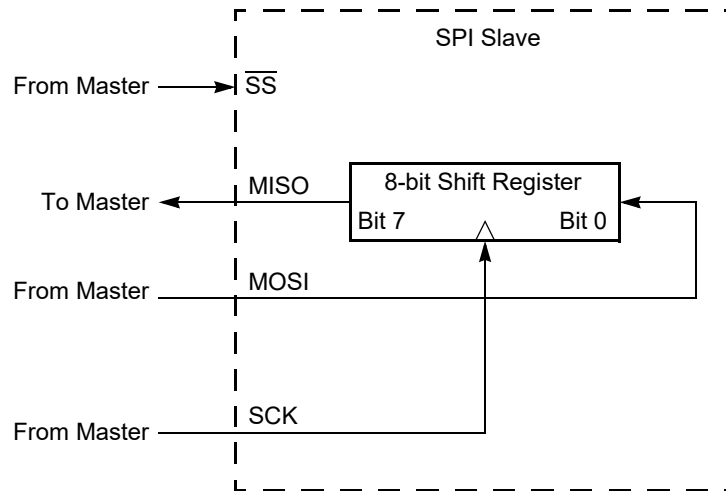 SPI Slave
From Master
SS
To Master
MISO
8-bit Shift Register
Bit 7
Bit 0
From Master
MOSI
From Master
SCK